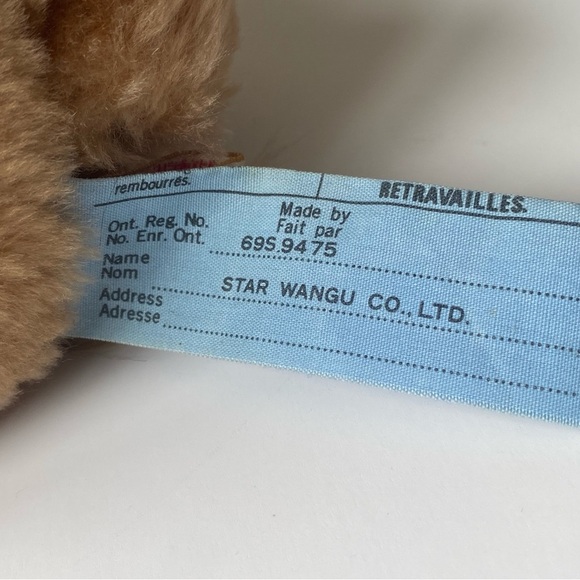 rembourrés.
RETRAVAILLES.
Ont. Reg. No. Made by
No. Enr. Ont. Fait par
69S.9475
Name
Nom STAR WANGU CO., LTD.
Address
Adresse